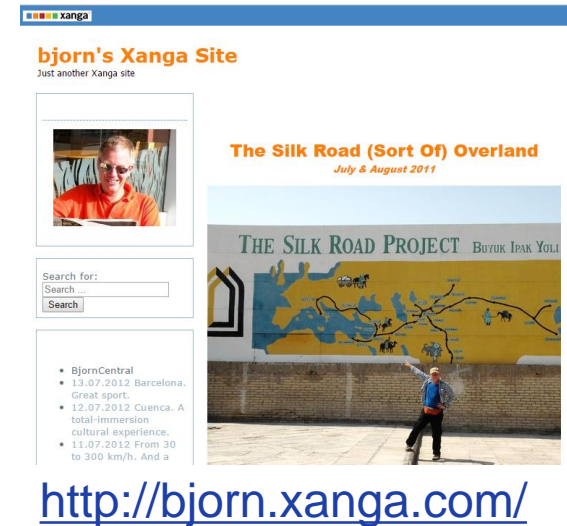 xanga
bjorn's Xanga Site
Just another Xanga site
Search for:
Search ...
Search
BjornCentral
13.07.2012 Barcelona.
Great sport.
12.07.2012 Cuenca. A
total-immersion
cultural experience.
11.07.2012 From 30
to 300 km/h. And a
The Silk Road (Sort Of) Overland
July & August 2011
THE SILK ROAD PROJECT BUYUK IPAK YULI
http://bjorn.xanga.com/